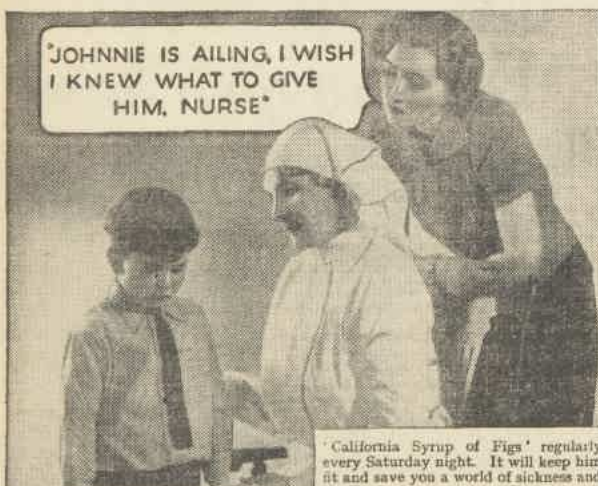 "JOHNNIE IS AILING, I WISH
I KNEW WHAT TO GIVE
HIM, NURSE"
'California Syrup of Figs' regularly
every Saturday night. It will keep him
fit and save you a world of sickness and